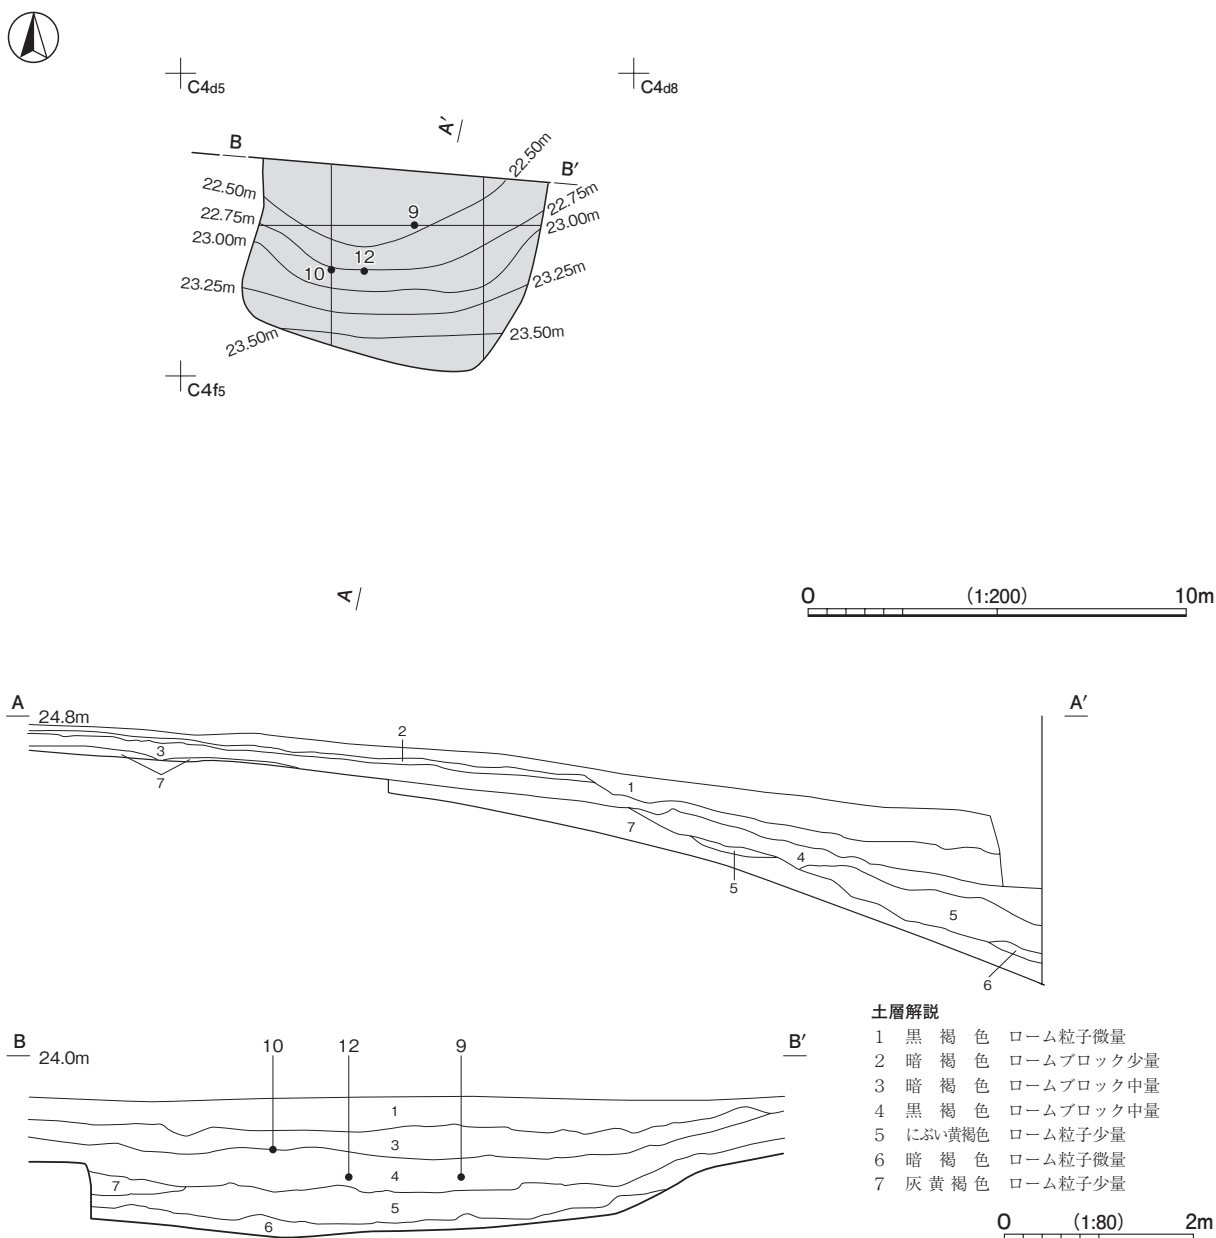 C4d5
C4d8
A′
B
B′
22.50m
22.50m
22.75m
22.75m
23.00m
23.00m
9
10
12
23.25m
23.25m
23.50m
23.50m
C4f5
A
0 (1:200) 10m
A
24.8m
A′
2
3
7
1
7
4
5
5
6
B
24.0m
10
12
9
B′
1
3
4
7
5
6
土層解説
1 黒褐色 ローム粒子微量
2 暗褐色 ロームブロック少量
3 暗褐色 ロームブロック中量
4 黒褐色 ロームブロック中量
5 にぶい黄褐色 ローム粒子少量
6 暗褐色 ローム粒子微量
7 灰黄褐色 ローム粒子少量
0 (1:80) 2m